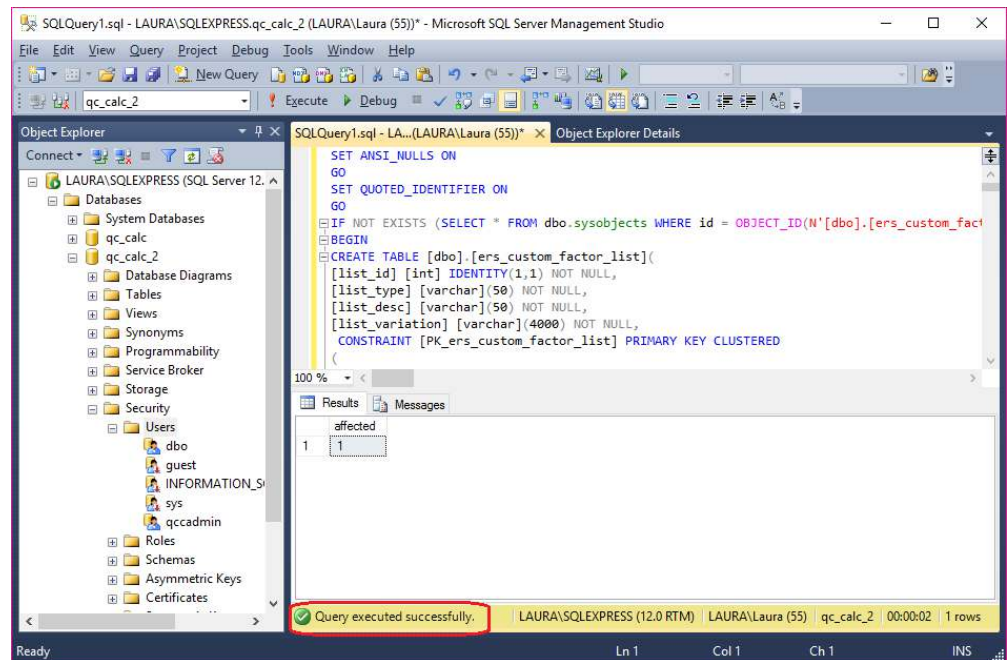 SQLQuery1.sql - LAURA\SQLEXPRESS.qc_calc_2 (LAURA\Laura (55))* - Microsoft SQL Server Management Studio
File Edit View Query Project Debug Tools Window Help
New Query
qc_calc_2 Execute Debug
Object Explorer
Connect
LAURA\SQLEXPRESS (SQL Server 12.
Databases
System Databases
qc_calc
qc_calc_2
Database Diagrams
Tables
Views
Synonyms
Programmability
Service Broker
Storage
Security
Users
dbo
guest
INFORMATION_S
sys
qccadmin
Roles
Schemas
Asymmetric Keys
Certificates
SQLQuery1.sql - LA...(LAURA\Laura (55))* Object Explorer Details
SET ANSI_NULLS ON
GO
SET QUOTED_IDENTIFIER ON
GO
IF NOT EXISTS (SELECT * FROM dbo.sysobjects WHERE id = OBJECT_ID(N'[dbo].[ers_custom_fact
BEGIN
CREATE TABLE [dbo].[ers_custom_factor_list](
[list_id] [int] IDENTITY(1,1) NOT NULL,
[list_type] [varchar](50) NOT NULL,
[list_desc] [varchar](50) NOT NULL,
[list_variation] [varchar](4000) NOT NULL,
CONSTRAINT [PK_ers_custom_factor_list] PRIMARY KEY CLUSTERED
(
100 %
Results Messages
affected
1 1
Query executed successfully. LAURA\SQLEXPRESS (12.0 RTM) LAURA\Laura (55) qc_calc_2 00:00:02 1 rows
Ready Ln 1 Col 1 Ch 1 INS